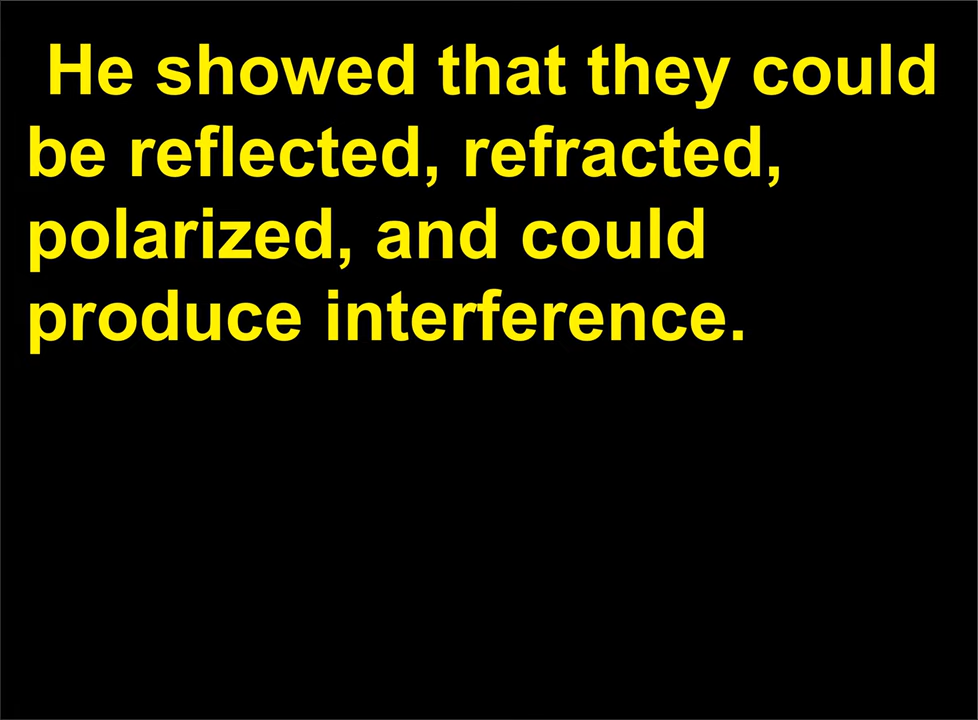 He showed that they could
be reflected, refracted,
polarized, and could
produce interference.